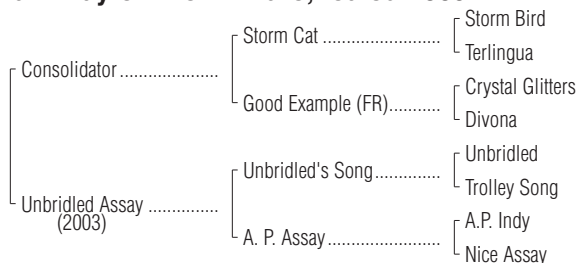 Storm Bird
Storm Cat ........................
Terlingua
Consolidator ....................
Crystal Glitters
Good Example (FR)...........
Divona
Unbridled
Unbridled's Song..............
Trolley Song
Unbridled Assay ..............
(2003)
A.P. Indy
A. P. Assay ........................
Nice Assay